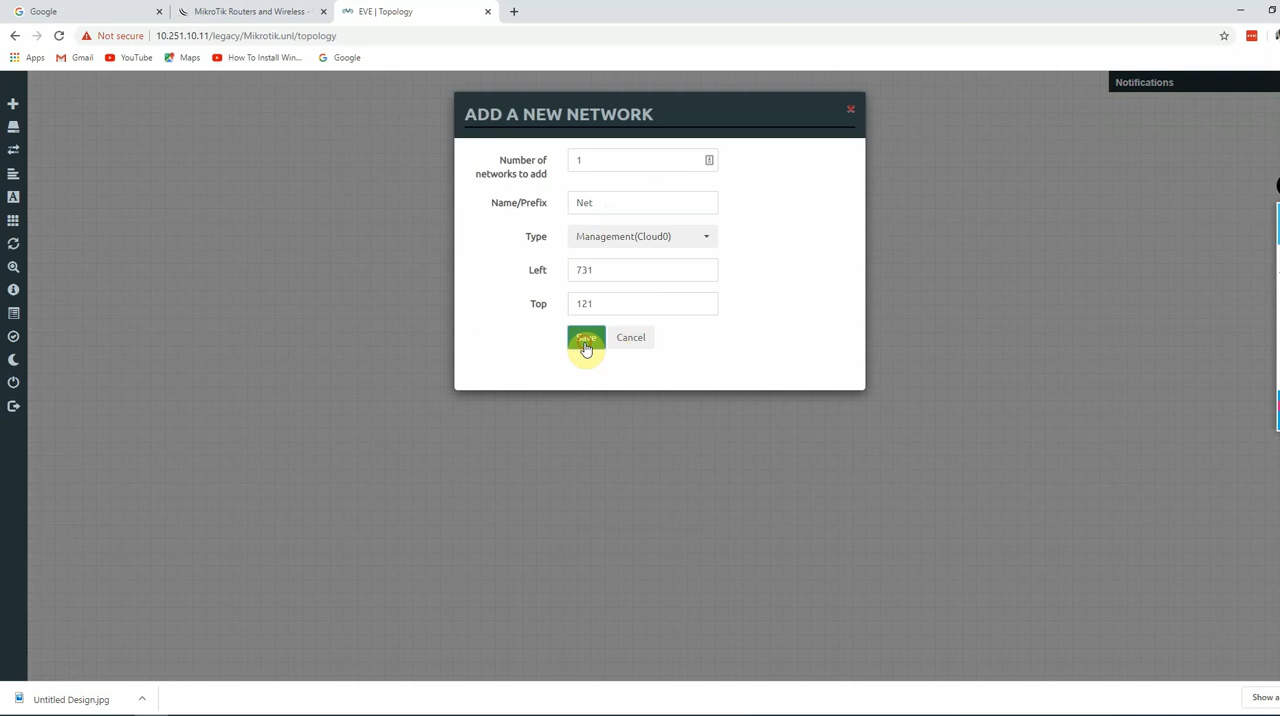 Google
MikroTik Routers and Wireless -
EVE | Topology
Not secure
10.251.10.11/legacy/Mikrotik.unl/topology
Apps
Gmail
YouTube
Maps
How To Install Win...
Google
Notifications
ADD A NEW NETWORK
Number of
networks to add
1
Name/Prefix
Net
Type
Management(Cloud0)
Left
731
Top
121
Save
Cancel
Untitled Design.jpg
Show a